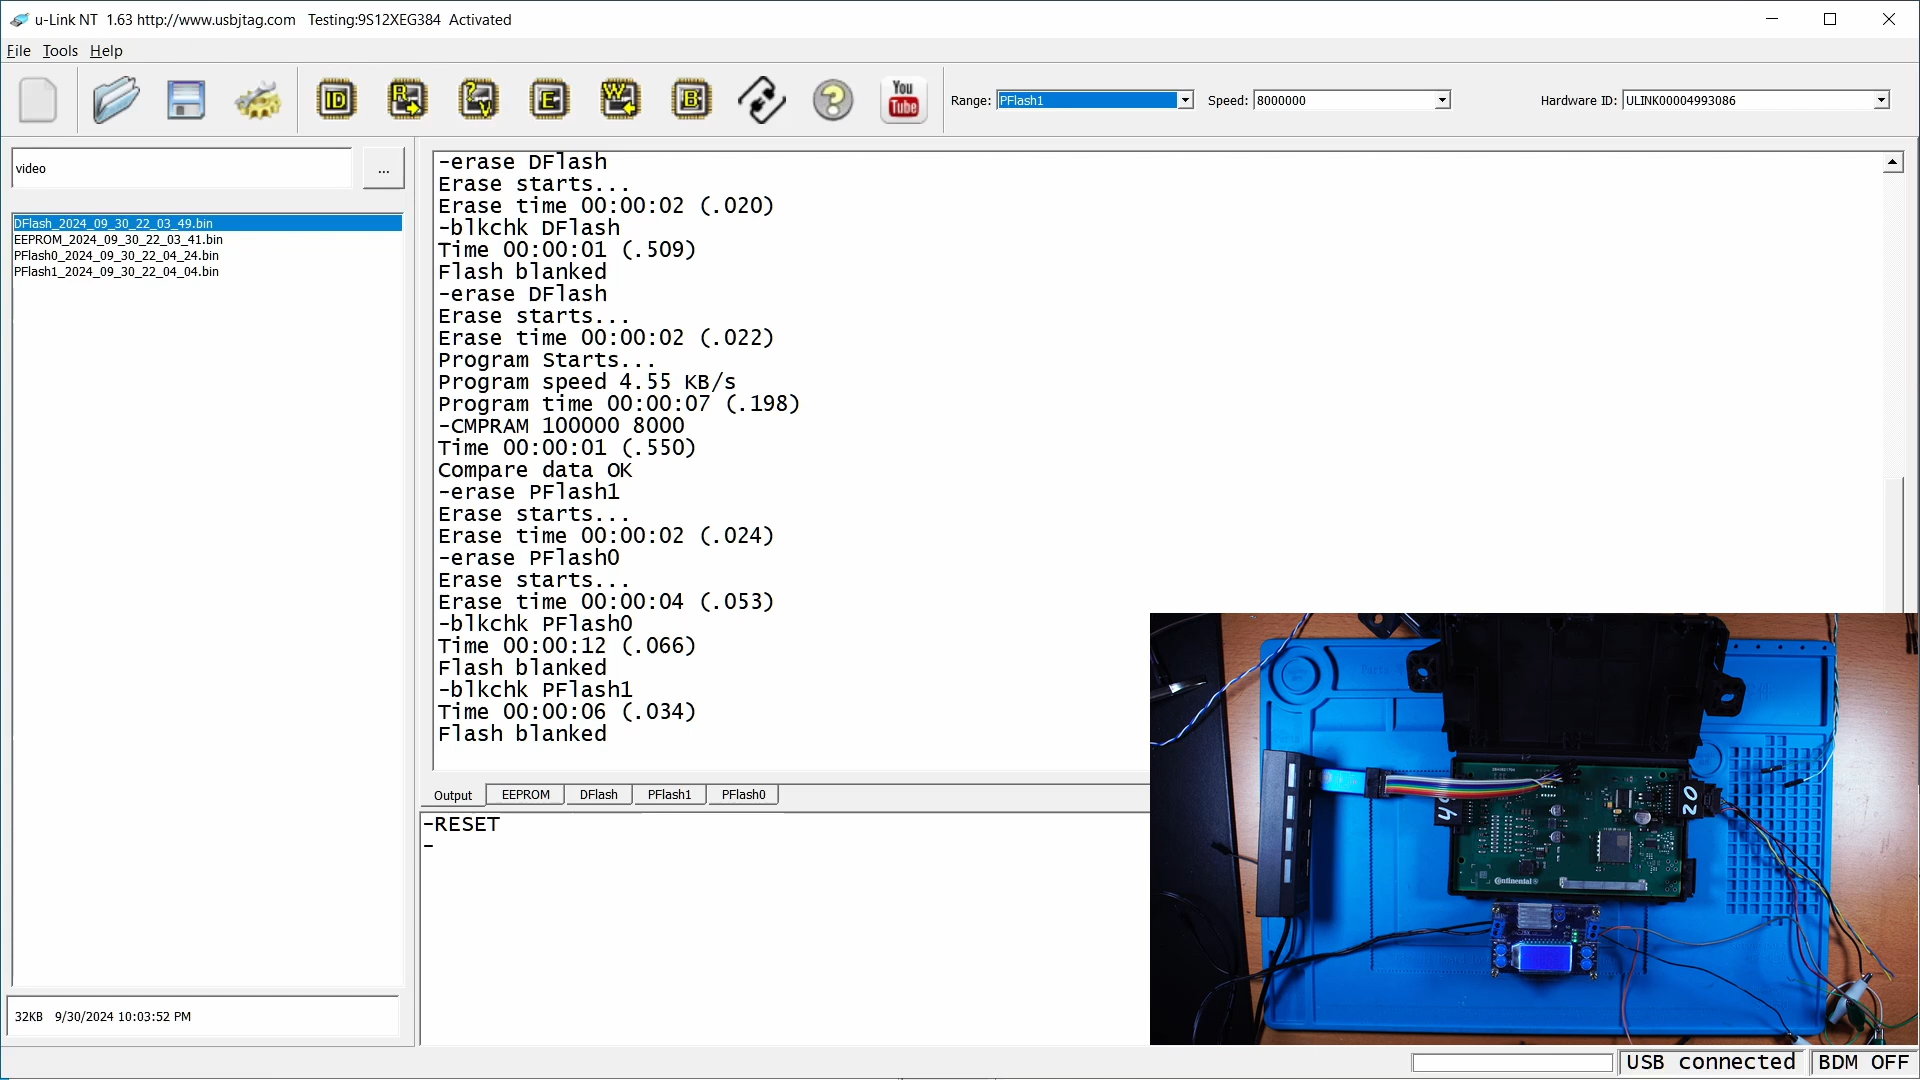 u-Link NT 1.63 http://www.usbjtag.com Testing:9S12XEG384 Activated
File Tools Help
ID R ? V E W B ? You Tube Range: PFlash1 Speed: 8000000 Hardware ID: ULINK00004993086
video ...
DFlash_2024_09_30_22_03_49.bin
EEPROM_2024_09_30_22_03_41.bin
PFlash0_2024_09_30_22_04_24.bin
PFlash1_2024_09_30_22_04_04.bin
32KB 9/30/2024 10:03:52 PM
-erase DFlash
Erase starts...
Erase time 00:00:02 (.020)
-blkchk DFlash
Time 00:00:01 (.509)
Flash blanked
-erase DFlash
Erase starts...
Erase time 00:00:02 (.022)
Program Starts...
Program speed 4.55 KB/s
Program time 00:00:07 (.198)
-CMPRAM 100000 8000
Time 00:00:01 (.550)
Compare data OK
-erase PFlash1
Erase starts...
Erase time 00:00:02 (.024)
-erase PFlash0
Erase starts...
Erase time 00:00:04 (.053)
-blkchk PFlash0
Time 00:00:12 (.066)
Flash blanked
-blkchk PFlash1
Time 00:00:06 (.034)
Flash blanked
Output EEPROM DFlash PFlash1 PFlash0
-RESET
-
20
Continental
USB connected BDM OFF